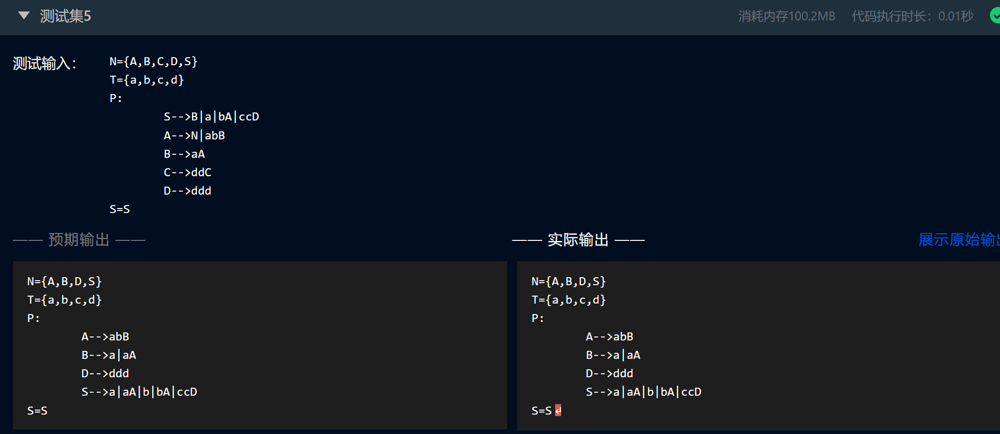 测试集5 消耗内存100.2MB 代码执行时长：0.01秒
测试输入： N={A,B,C,D,S}
T={a,b,c,d}
P:
S-->B|a|bA|ccD
A-->N|abB
B-->aA
C-->ddC
D-->ddd
S=S
—— 预期输出 ——
N={A,B,D,S}
T={a,b,c,d}
P:
A-->abB
B-->a|aA
D-->ddd
S-->a|aA|b|bA|ccD
S=S
—— 实际输出 —— 展示原始输出
N={A,B,D,S}
T={a,b,c,d}
P:
A-->abB
B-->a|aA
D-->ddd
S-->a|aA|b|bA|ccD
S=S↵